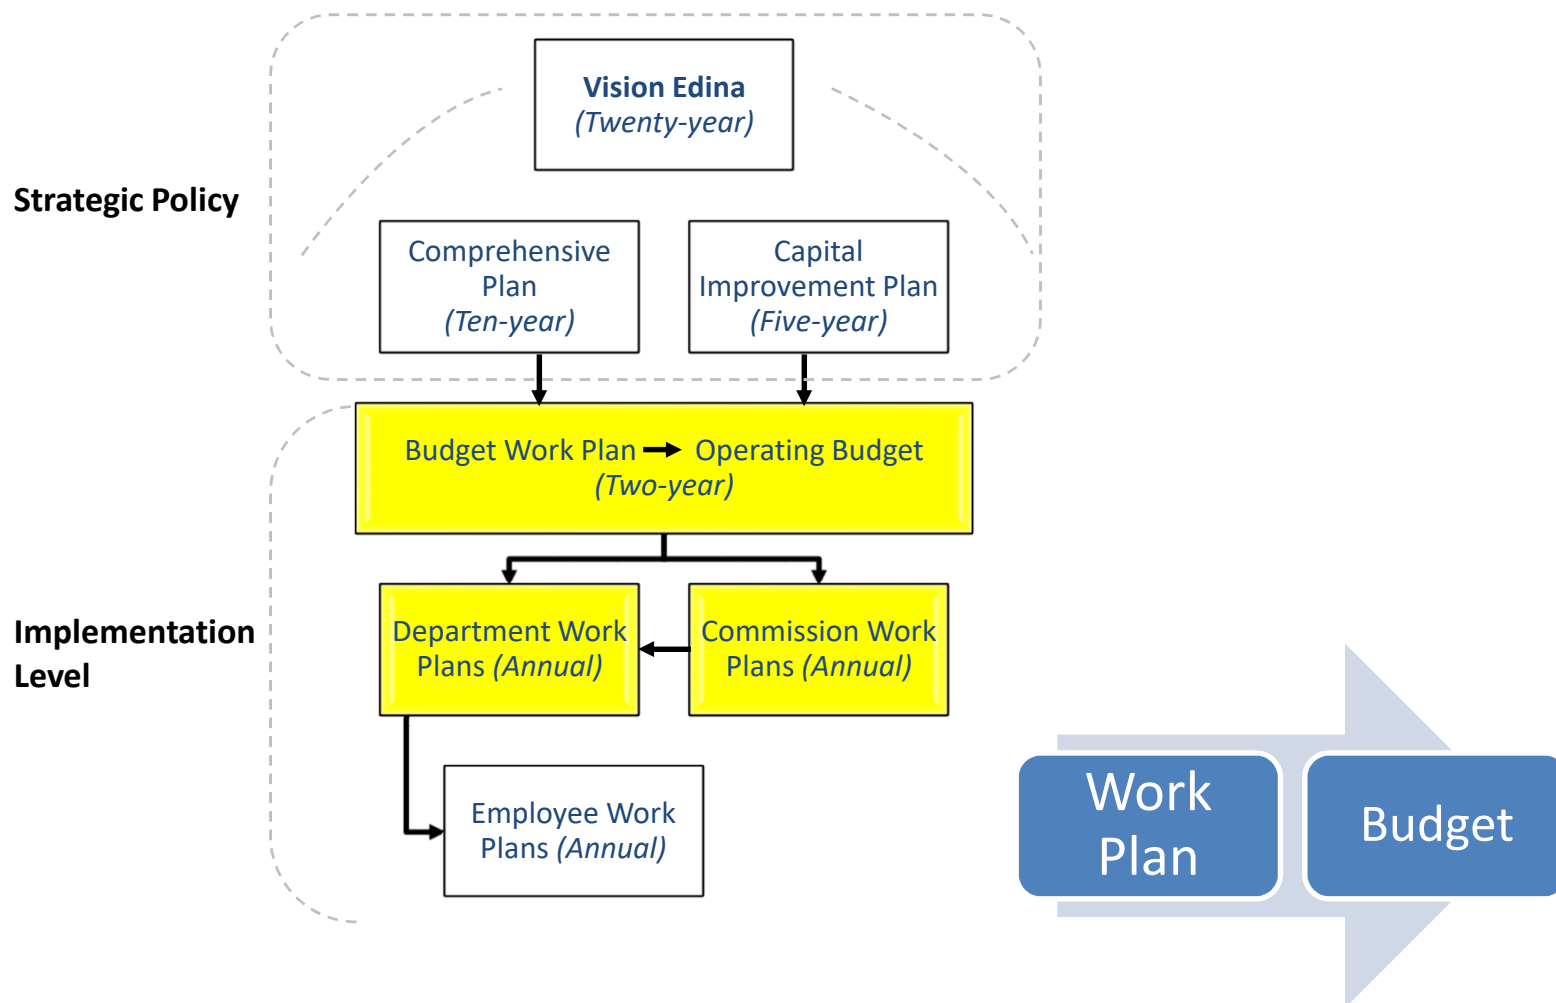 Vision Edina
(Twenty-year)
Strategic Policy
Comprehensive
Plan
(Ten-year)
Capital
Improvement Plan
(Five-year)
Budget Work Plan Operating Budget
(Two-year)
Implementation
Level
Department Work
Plans (Annual)
Commission Work
Plans (Annual)
Employee Work
Plans (Annual)
Work
Plan
Budget